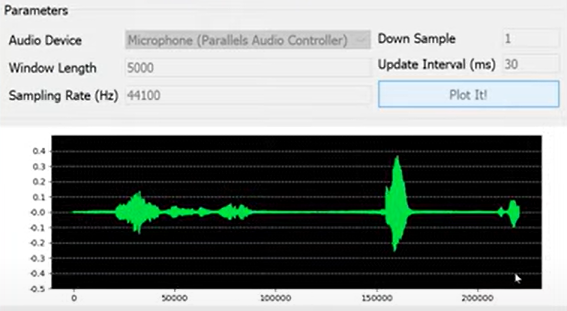 Parameters
Audio Device Microphone (Parallels Audio Controller) Down Sample 1
Window Length 5000 Update Interval (ms) 30
Sampling Rate (Hz) 44100 Plot It!
0.4
0.3
0.2
0.1
-0.0
-0.1
-0.2
-0.3
-0.4
-0.5
0 50000 100000 150000 200000